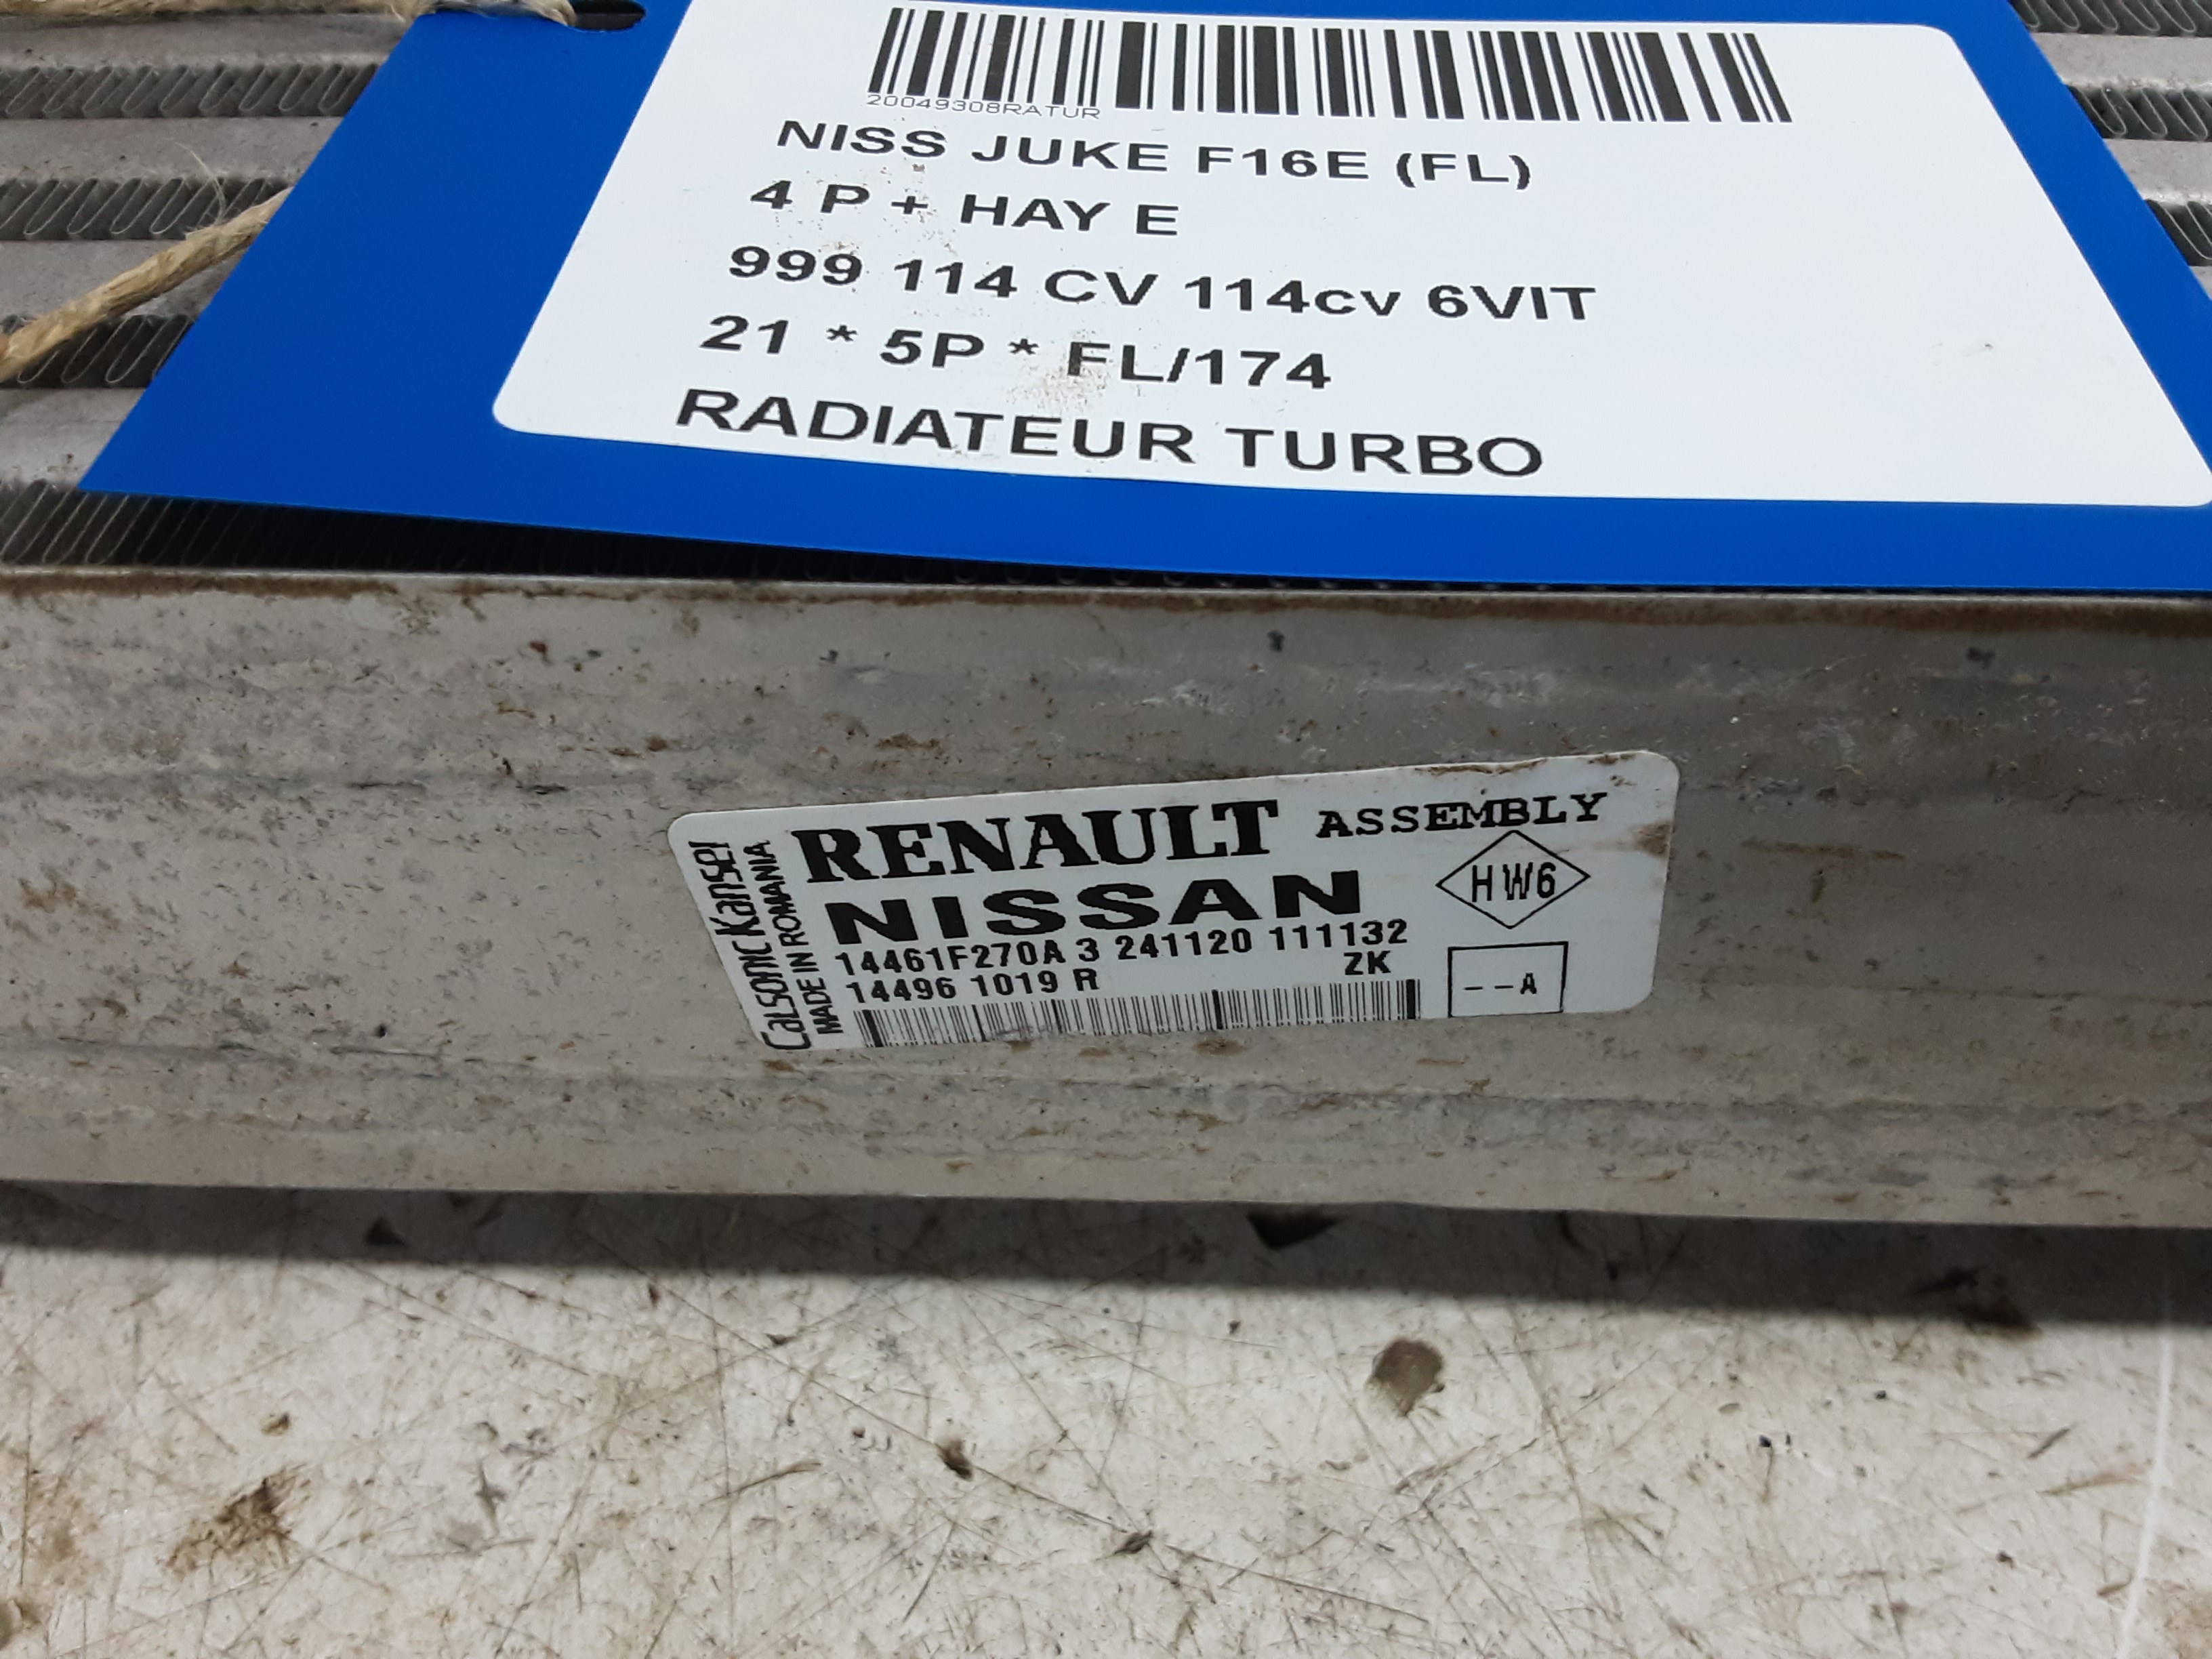 20049308RATUR
NISS JUKE F16E (FL)
4 P + HAY E
999 114 CV 114cv 6VIT
21 * 5P * FL/174
RADIATEUR TURBO
CALSONIC Kansei
MADE IN ROMANIA
RENAULT ASSEMBLY
NISSAN
HW6
14461F270A 3 241120 111132
14496 1019 R ZK
--A